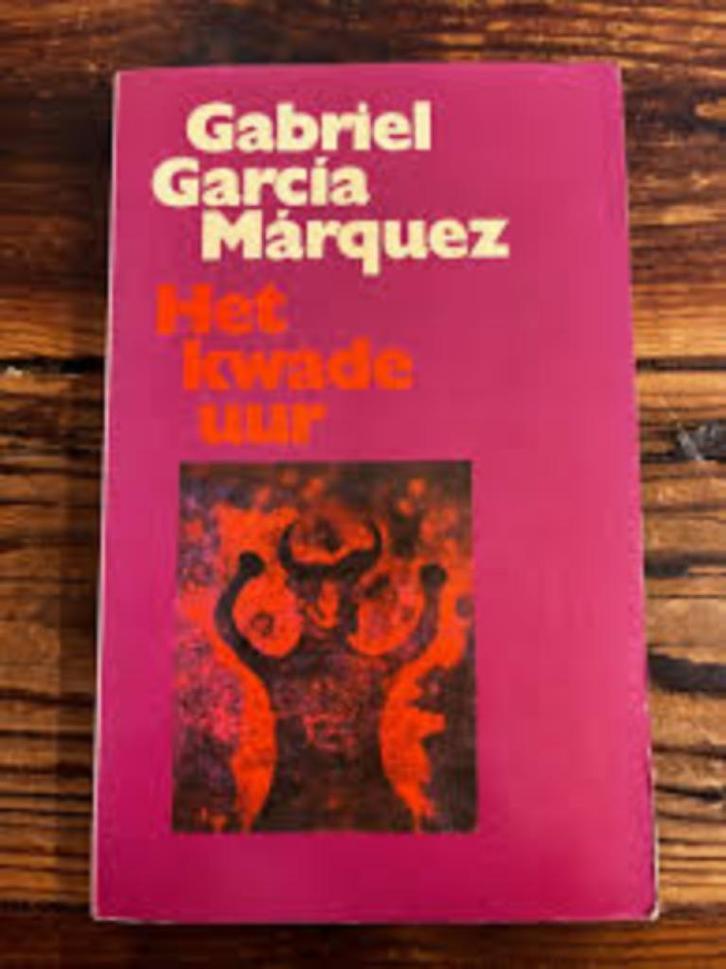 Gabriel
García
Márquez
Het
kwade
uur